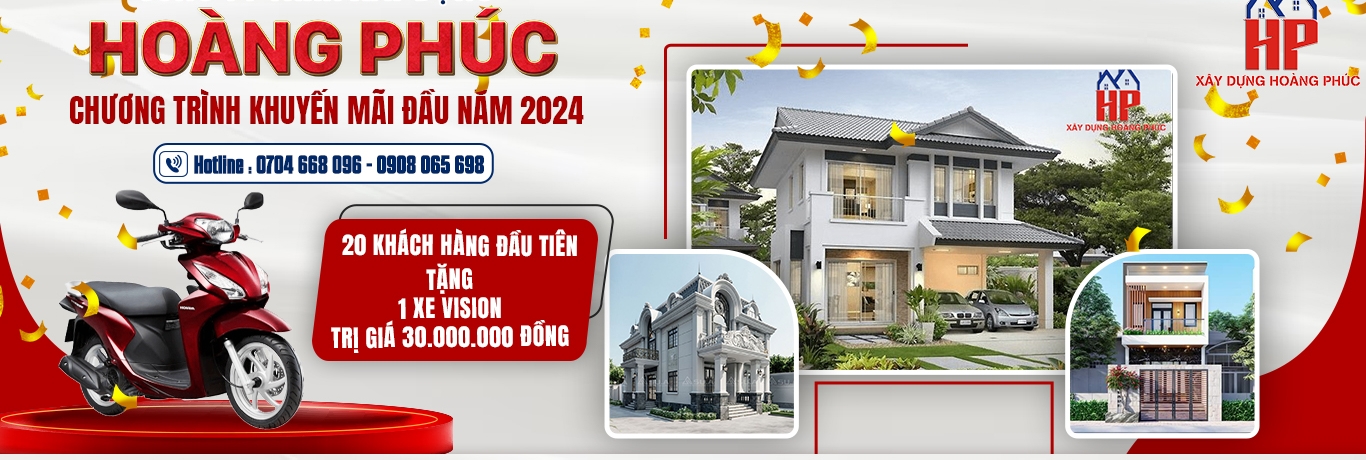 HOÀNG PHÚC
CHƯƠNG TRÌNH KHUYẾN MÃI ĐẦU NĂM 2024
Hotline : 0704 668 096 - 0908 065 698
20 KHÁCH HÀNG ĐẦU TIÊN
TẶNG
1 XE VISION
TRỊ GIÁ 30.000.000 ĐỒNG
HP
XÂY DỰNG HOÀNG PHÚC
HP
XÂY DỰNG HOÀNG PHÚC